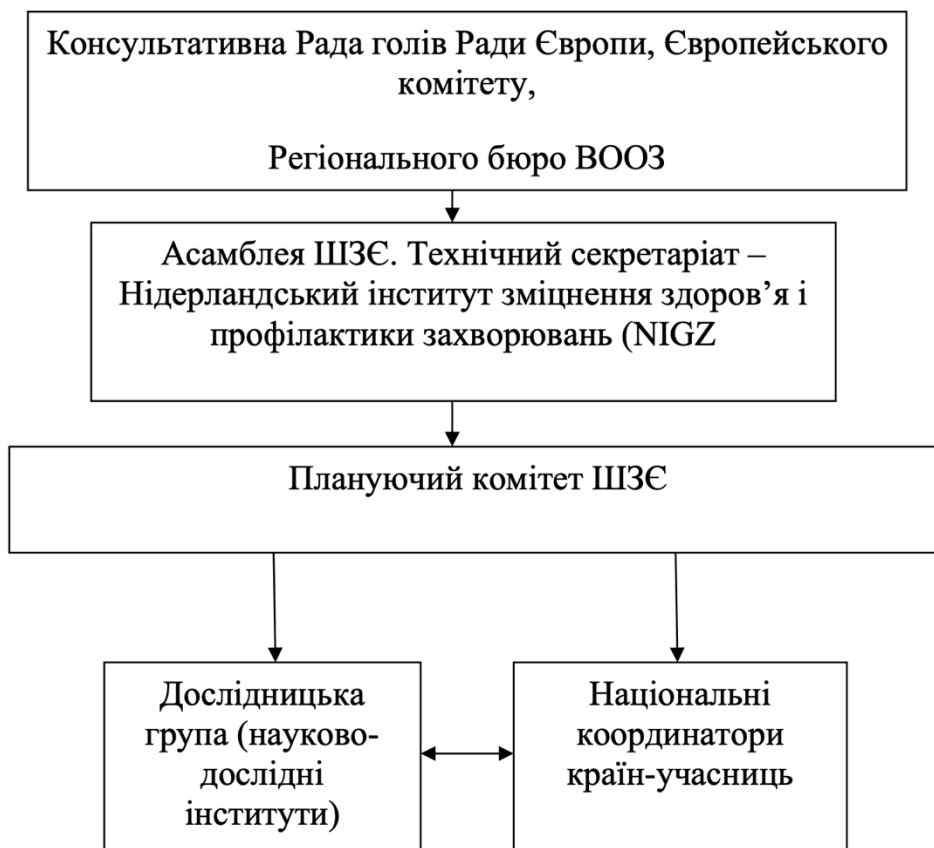 Консультативна Рада голів Ради Європи, Європейського
комітету,
Регіонального бюро ВООЗ
Асамблея ШЗЄ. Технічний секретаріат –
Нідерландський інститут зміцнення здоров’я і
профілактики захворювань (NIGZ
Плануючий комітет ШЗЄ
Дослідницька
група (науково-
дослідні
інститути)
Національні
координатори
країн-учасниць